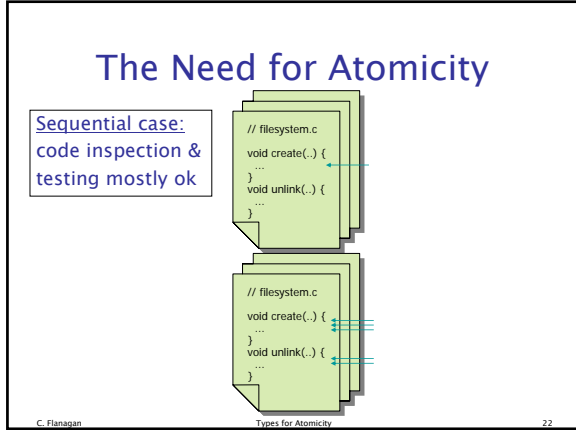 The Need for Atomicity
Sequential case:
code inspection &
testing mostly ok
// filesystem.c
void create(..) {
...
}
void unlink(..) {
...
}
// filesystem.c
void create(..) {
...
}
void unlink(..) {
...
}
C. Flanagan
Types for Atomicity
22